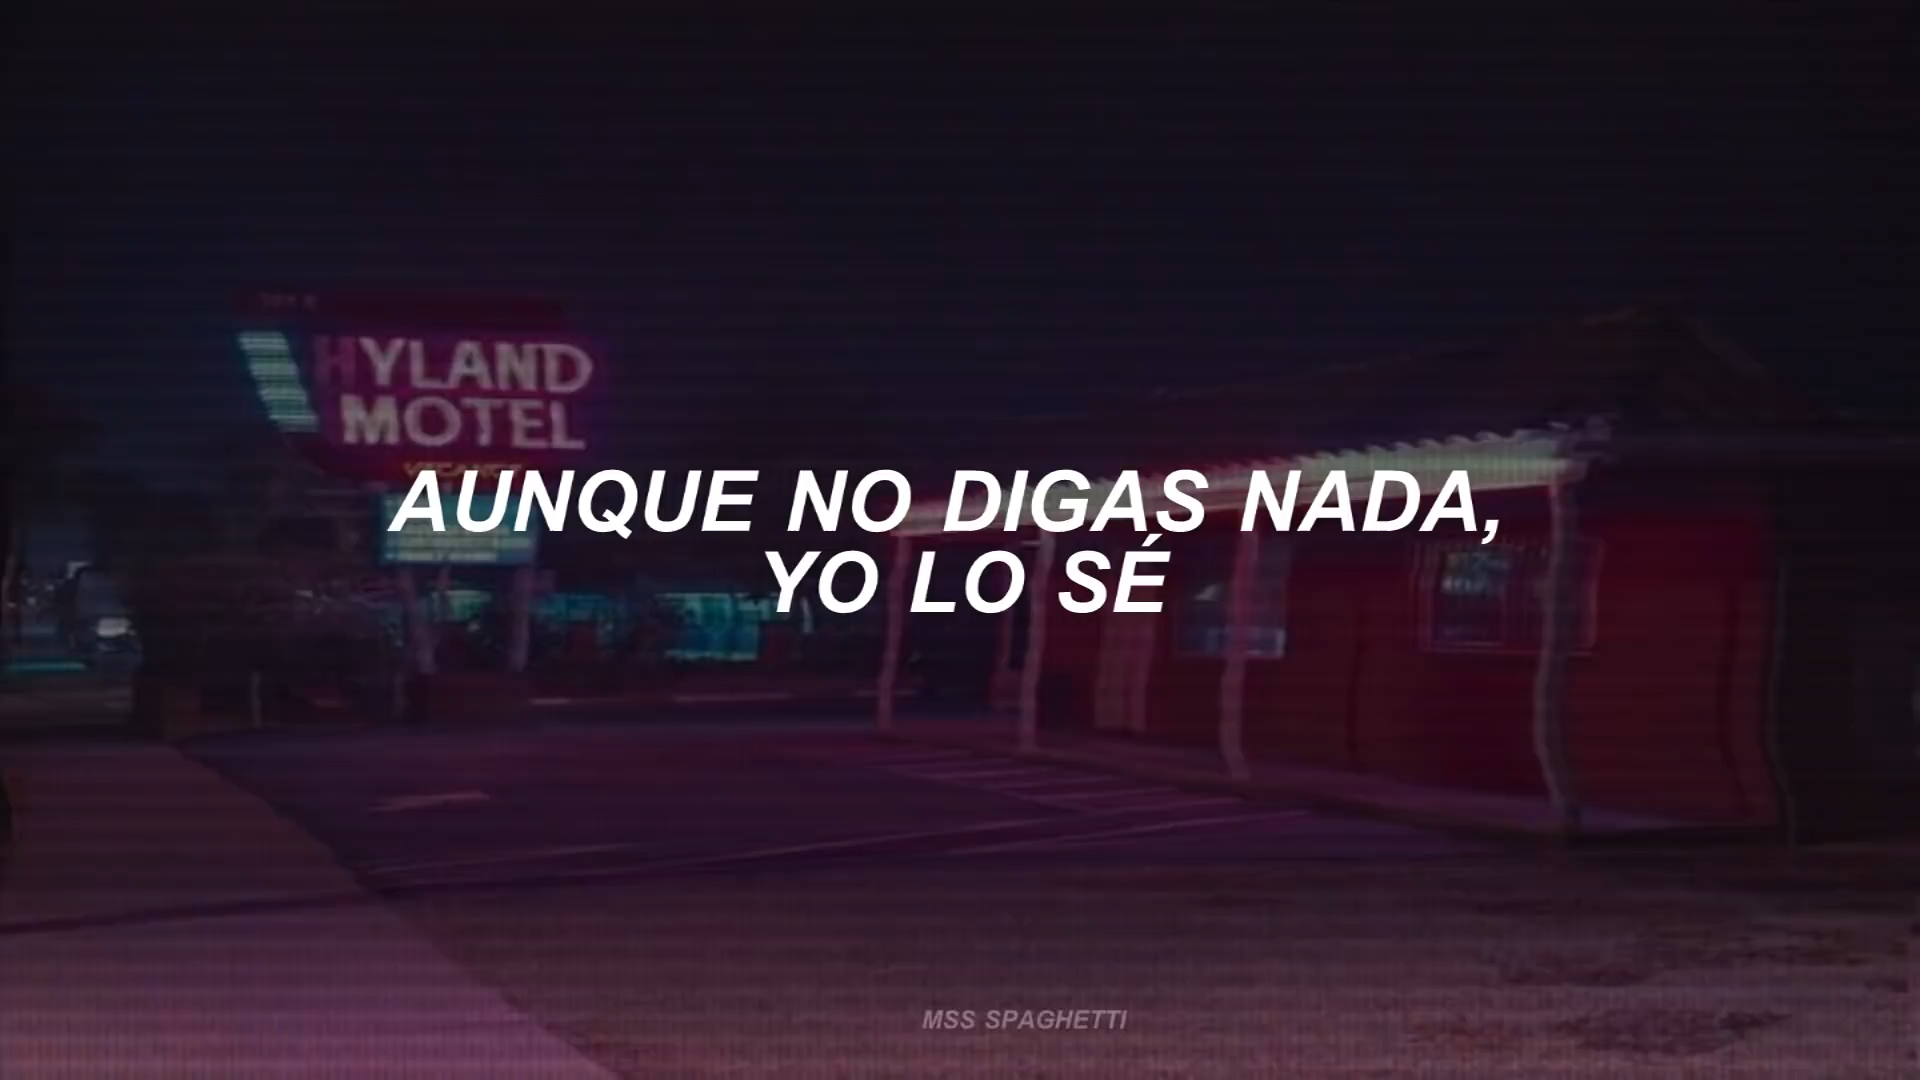 HYLAND
MOTEL
AUNQUE NO DIGAS NADA,
YO LO SÉ
MSS SPAGHETTI